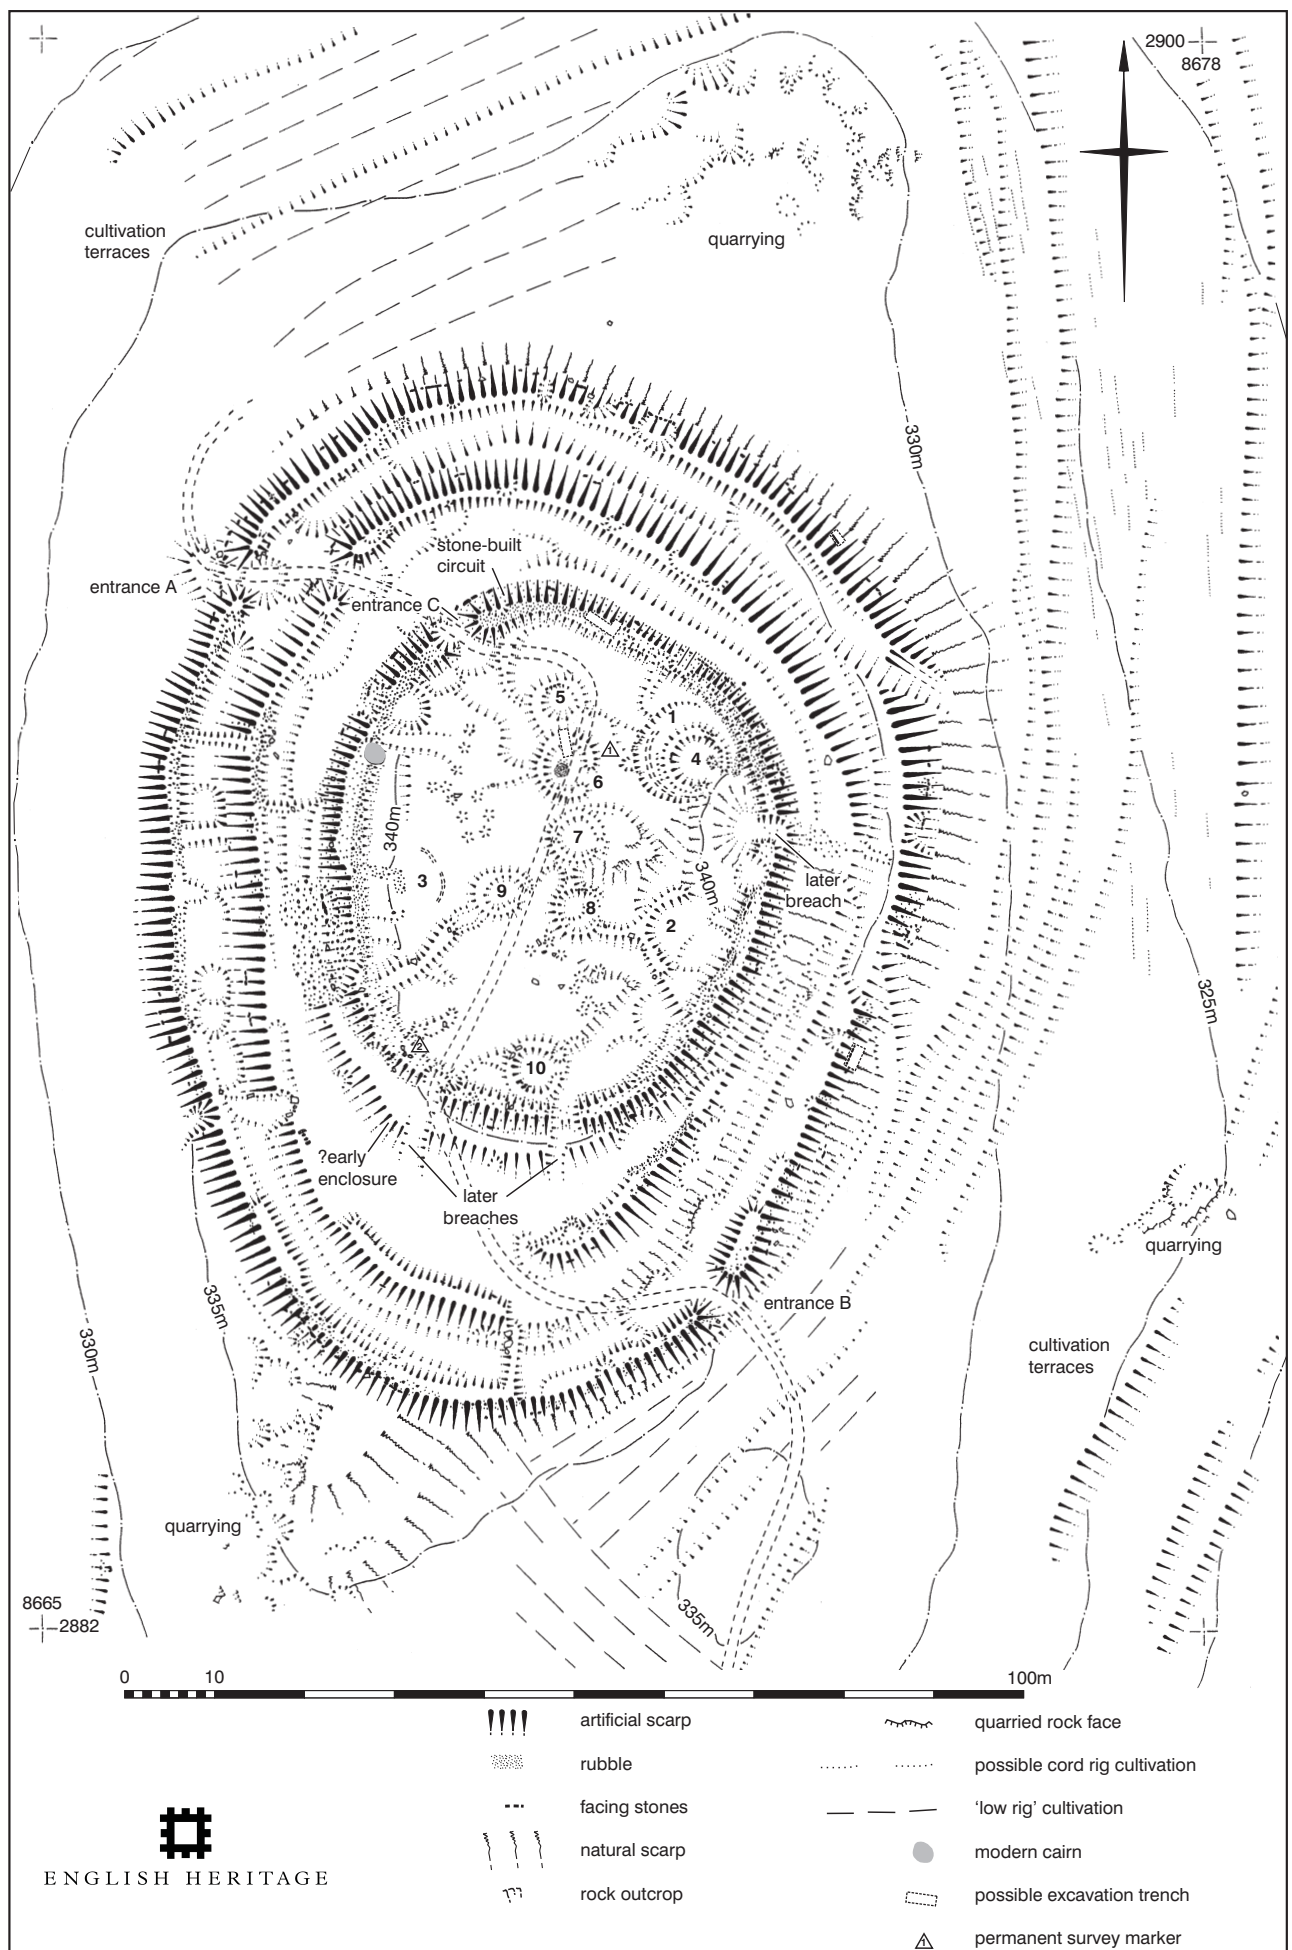 2900
8678
cultivation
terraces
quarrying
330m
stone-built
circuit
entrance A
entrance C
5
1
1
4
6
340m
7
3
9
8
340m
later
breach
2
325m
2
10
?early
enclosure
later
breaches
quarrying
entrance B
335m
330m
cultivation
terraces
quarrying
335m
8665
2882
0
10
100m
artificial scarp
rubble
facing stones
natural scarp
rock outcrop
quarried rock face
possible cord rig cultivation
‘low rig’ cultivation
modern cairn
possible excavation trench
1
permanent survey marker
ENGLISH HERITAGE